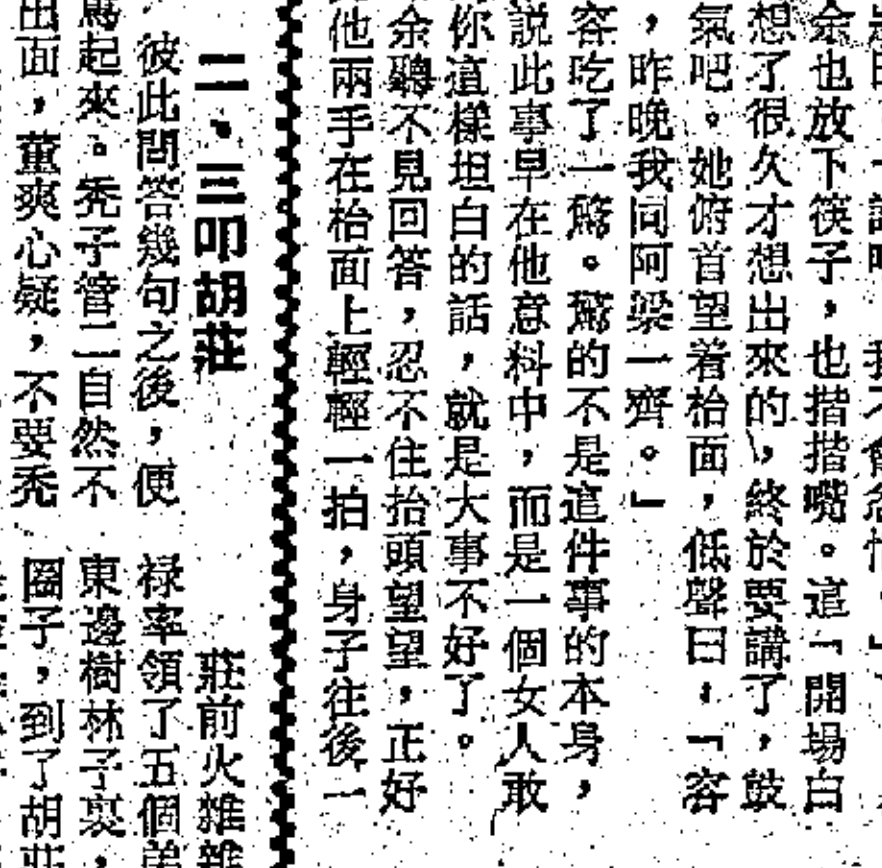 余也放下筷子，也揩揩嘴。這「開場白
想了很久才想出來的，終於要講了，鼓
氣吧。她俯首望着枱面，低聲曰：「容
，昨晚我同阿梁一齊。」
容吃了一驚。驚的不是這件事的本身，
說此事早在他意料中，而是一個女人敢
你這樣坦白的話，就是大事不好了。
余聽不見回答，忍不住抬頭望望，正好
他兩手在枱面上輕輕一拍，身子往後一
二、三叩胡莊
彼此問答幾句之後，便
罵起來。禿子管二自然不
出面，董爽心疑，不要禿
莊前火雜雜
祿率領了五個弟
東邊樹林子裏，
圈子，到了胡莊